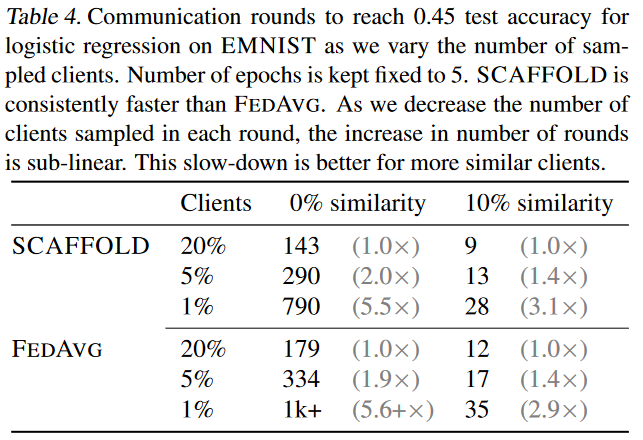 Table 4. Communication rounds to reach 0.45 test accuracy for
logistic regression on EMNIST as we vary the number of sam-
pled clients. Number of epochs is kept fixed to 5. SCAFFOLD is
consistently faster than FEDAVG. As we decrease the number of
clients sampled in each round, the increase in number of rounds
is sub-linear. This slow-down is better for more similar clients.
Clients 0% similarity 10% similarity
SCAFFOLD 20% 143 (1.0×) 9 (1.0×)
5% 290 (2.0×) 13 (1.4×)
1% 790 (5.5×) 28 (3.1×)
FEDAVG 20% 179 (1.0×) 12 (1.0×)
5% 334 (1.9×) 17 (1.4×)
1% 1k+ (5.6+×) 35 (2.9×)